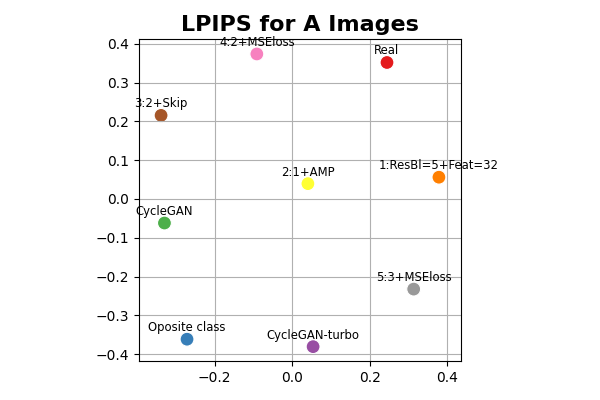 LPIPS for A Images
4:2+MSEloss
Real
3:2+Skip
2:1+AMP
1:ResBl=5+Feat=32
CycleGAN
5:3+MSEloss
Oposite class
CycleGAN-turbo
0.4
0.3
0.2
0.1
0.0
−0.1
−0.2
−0.3
−0.4
−0.2
0.0
0.2
0.4